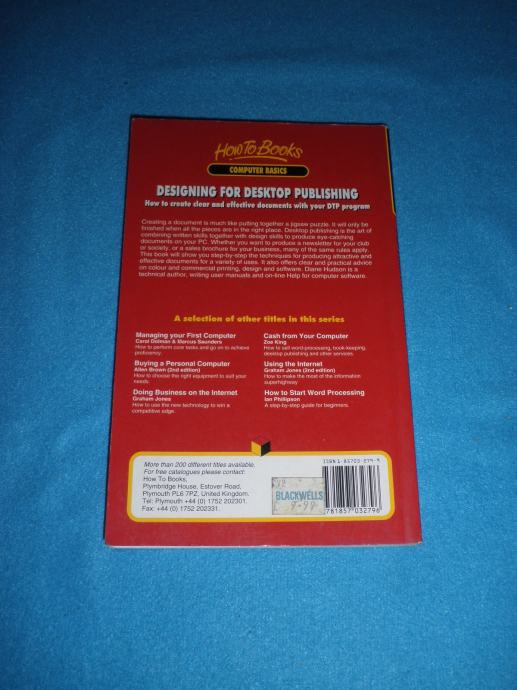 How To Books
COMPUTER BASICS
DESIGNING FOR DESKTOP PUBLISHING
How to create clear and effective documents with your DTP program
Creating a document is much like putting together a jigsaw puzzle. It will only be
finished when all the pieces are in the right place. Desktop publishing is the art of
combining written skills together with design skills to produce eye-catching
documents on your PC. Whether you want to produce a newsletter for your club
or society, or a sales brochure for your business, many of the same rules apply.
This book will show you step-by-step the techniques for producing attractive and
effective documents for a variety of uses. It also offers clear and practical advice
on colour and commercial printing, design and software. Diane Hudson is a
technical author, writing user manuals and on-line Help for computer software.
A selection of other titles in this series
Managing your First Computer
Carol Dolman & Marcus Saunders
How to perform core tasks and go on to achieve
proficiency.
Buying a Personal Computer
Allen Brown (2nd edition)
How to choose the right equipment to suit your
needs.
Doing Business on the Internet
Graham Jones
How to use the new technology to win a
competitive edge.
Cash from Your Computer
Zoe King
How to sell word-processing, book-keeping,
desktop publishing and other services.
Using the Internet
Graham Jones (2nd edition)
How to make the most of the information
superhighway
How to Start Word Processing
Ian Phillipson
A step-by-step guide for beginners.
More than 200 different titles available.
For free catalogues please contact:
How To Books,
Plymbridge House, Estover Road,
Plymouth PL6 7PZ, United Kingdom.
Tel: Plymouth +44 (0) 1752 202301.
Fax: +44 (0) 1752 202331.
ISBN 1-85703-279-9
BLACKWELLS
9.99
781857 032796